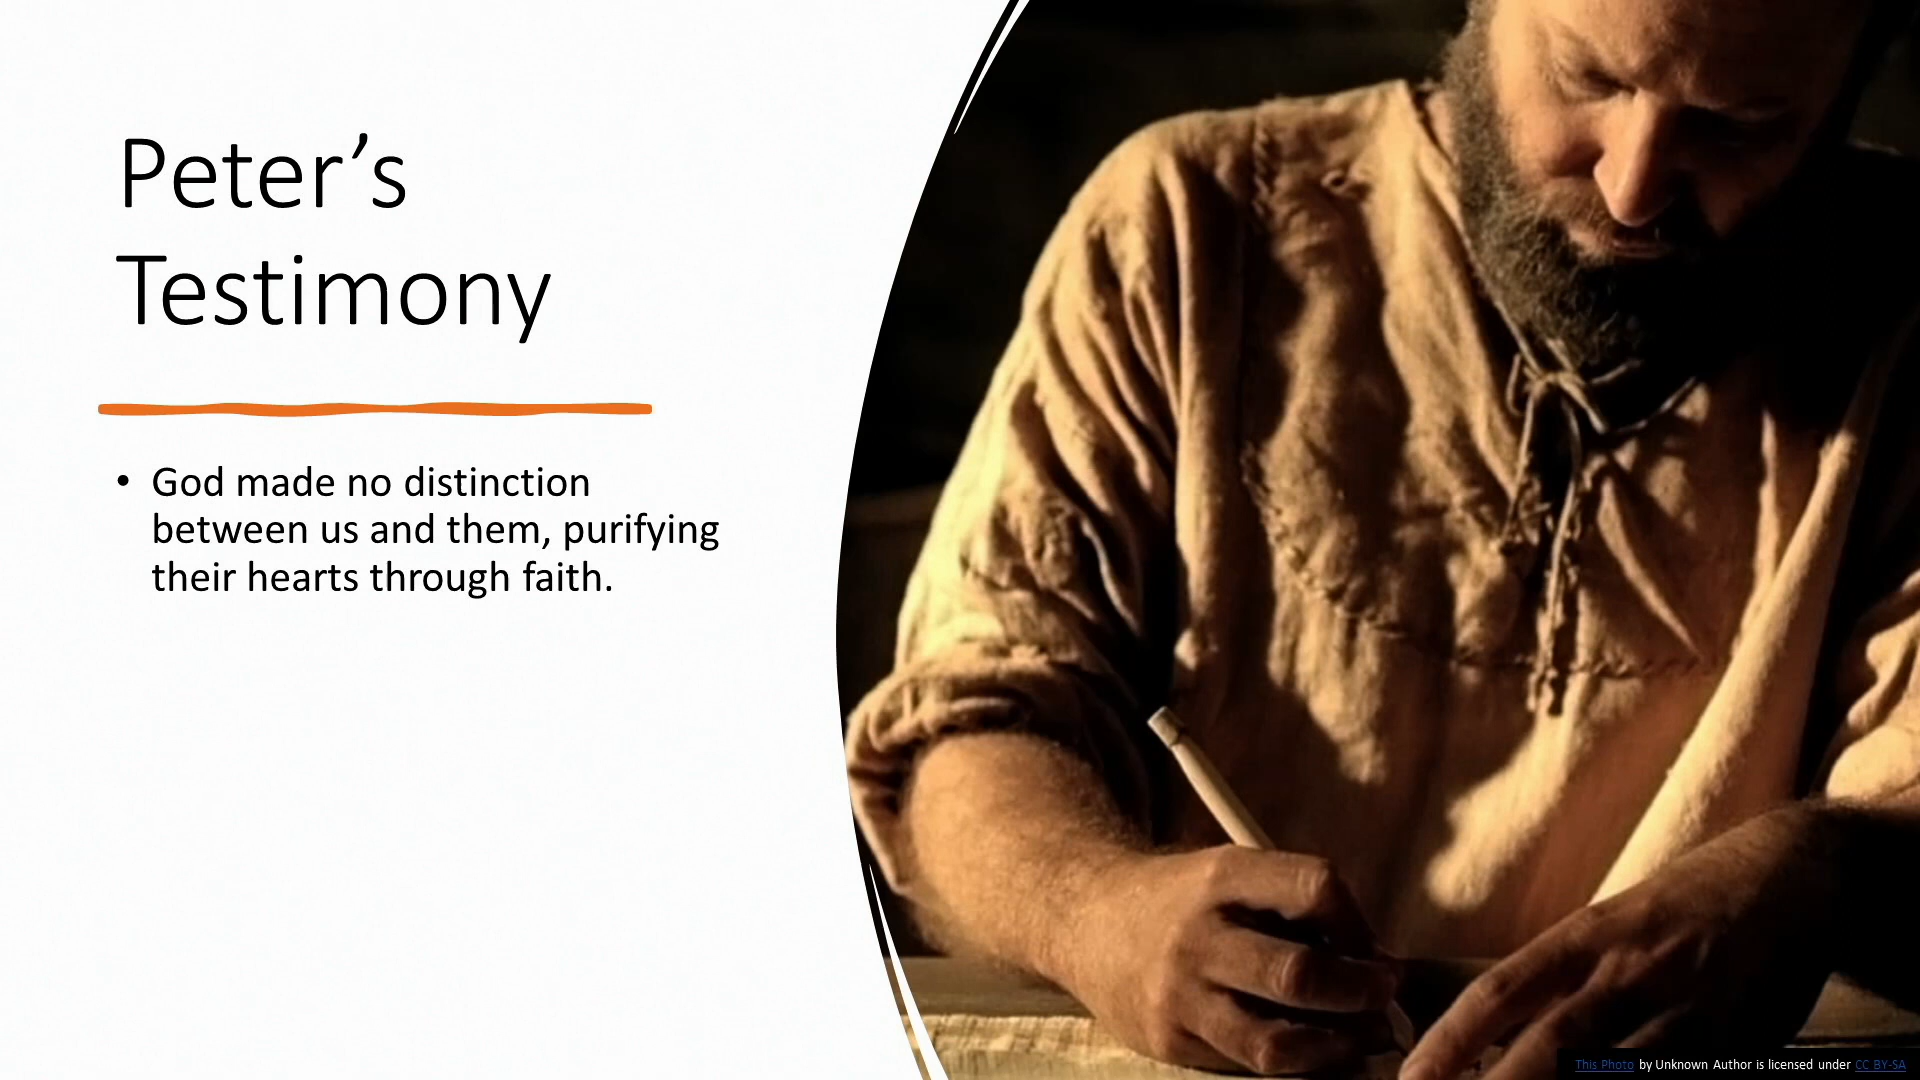 Peter’s
Testimony
• God made no distinction
between us and them, purifying
their hearts through faith.
This Photo by Unknown Author is licensed under CC BY-SA